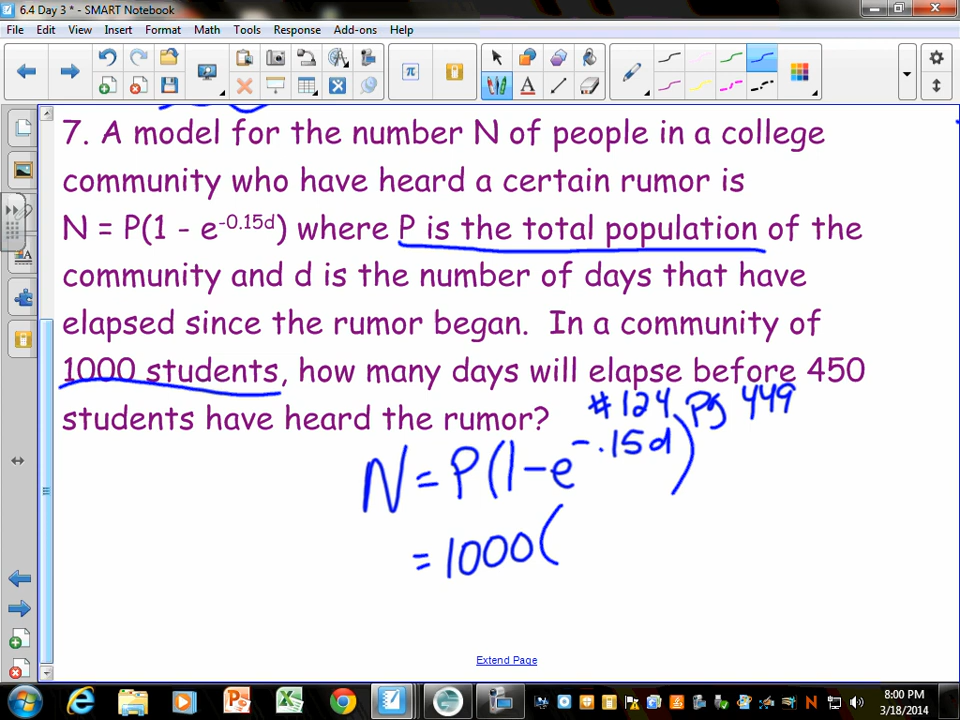 6.4 Day 3 * - SMART Notebook
File Edit View Insert Format Math Tools Response Add-ons Help
7. A model for the number N of people in a college
community who have heard a certain rumor is
N = P(1 - e^-0.15d) where P is the total population of the
community and d is the number of days that have
elapsed since the rumor began. In a community of
1000 students, how many days will elapse before 450
students have heard the rumor?
#124 Pg 449
N = P(1 - e^-.15d)
= 1000(
Extend Page
8:00 PM
3/18/2014